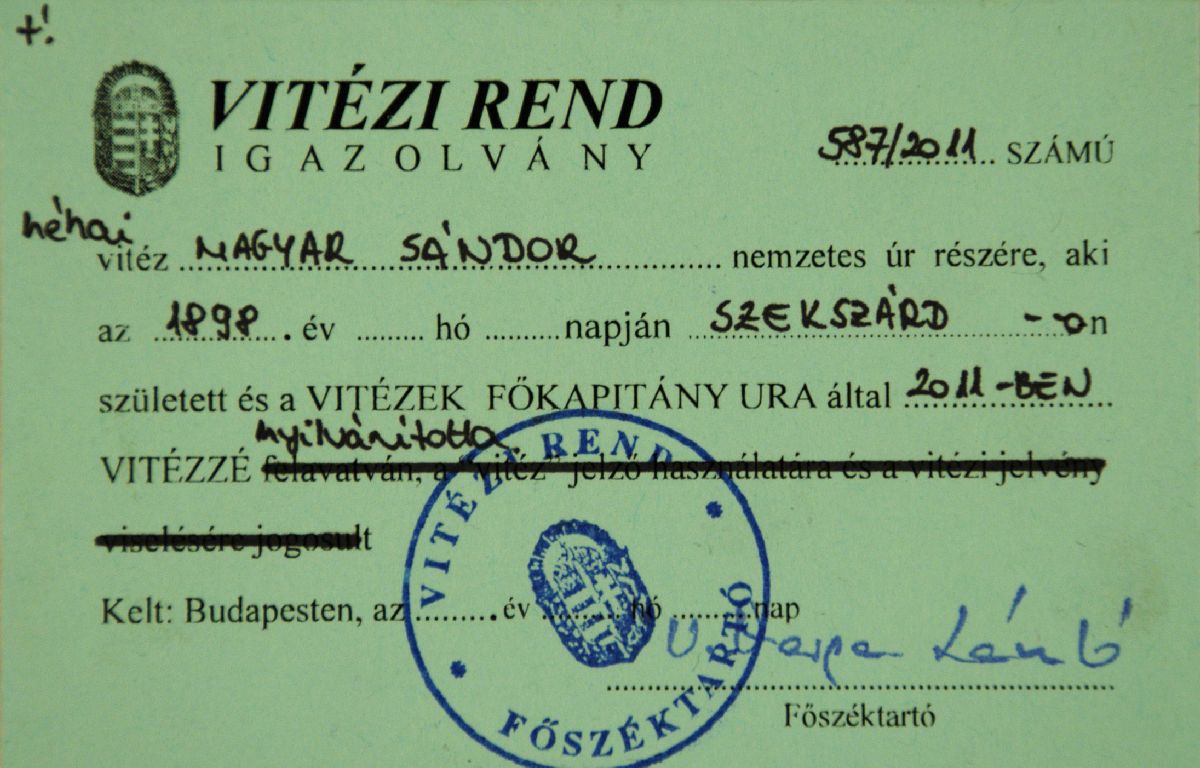 +!
VITÉZI REND
IGAZOLVÁNY
587/2011 SZÁMÚ
néhai
vitéz MAGYAR SÁNDOR nemzetes úr részére, aki
az 1898. év ........ hó ......... napján SZEKSZÁRD --on
született és a VITÉZEK FŐKAPITÁNY URA által 2011-BEN
nyilvánította.
VITÉZZÉ felavatván, a "vitéz" jelző használatára és a vitézi jelvény
viselésére jogosult
Kelt: Budapesten, az .......... év .......... hó ......... nap
V. Varga László
Főszéktartó
VITÉZI REND
FŐSZÉKTARTÓ